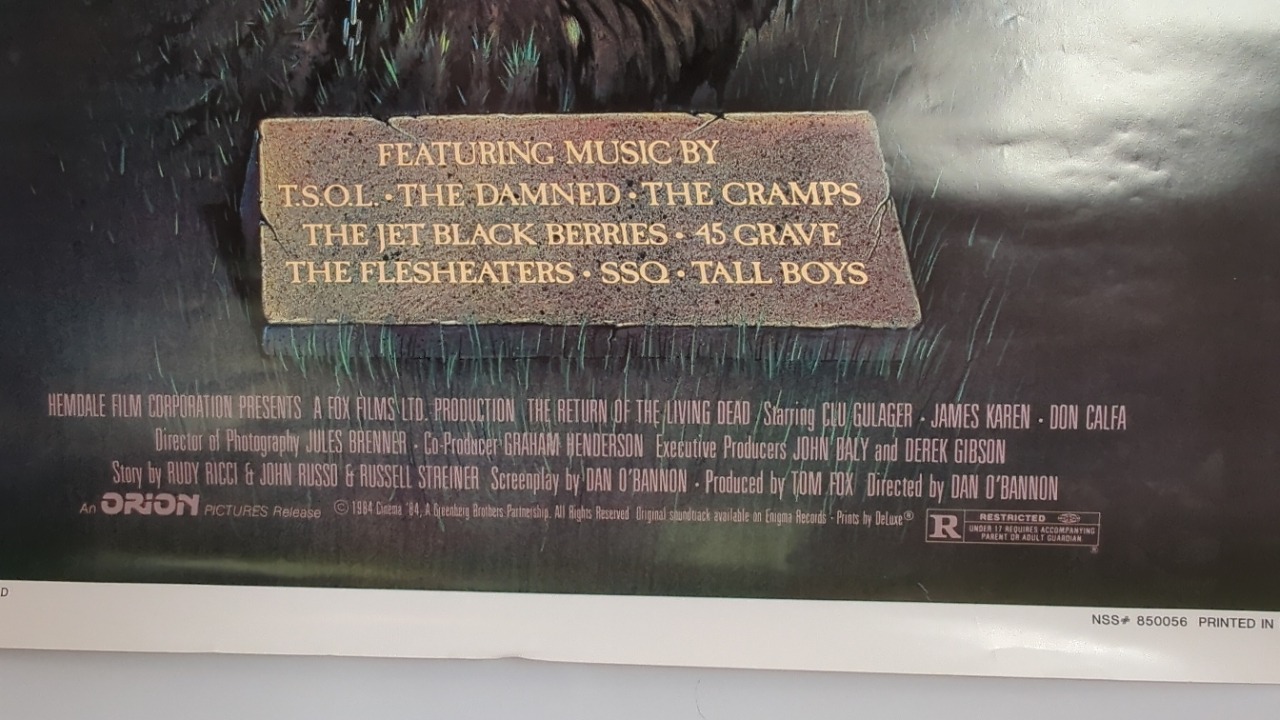 FEATURING MUSIC BY
T.S.O.L. • THE DAMNED • THE CRAMPS
THE JET BLACK BERRIES • 45 GRAVE
THE FLESHEATERS • SSQ • TALL BOYS
HEMDALE FILM CORPORATION PRESENTS A FOX FILMS LTD. PRODUCTION THE RETURN OF THE LIVING DEAD Starring CLU GULAGER • JAMES KAREN • DON CALFA
Director of Photography JULES BRENNER • Co-Producer GRAHAM HENDERSON Executive Producers JOHN DALY and DEREK GIBSON
Story by RUDY RICCI & JOHN RUSSO & RUSSELL STREINER Screenplay by DAN O'BANNON • Produced by TOM FOX Directed by DAN O'BANNON
An ORION PICTURES Release © 1984 Cinema '84, A Greenberg Brothers Partnership. All Rights Reserved Original soundtrack available on Enigma Records • Prints by DeLuxe®
R RESTRICTED
UNDER 17 REQUIRES ACCOMPANYING
PARENT OR ADULT GUARDIAN
®
D
NSS# 850056 PRINTED IN